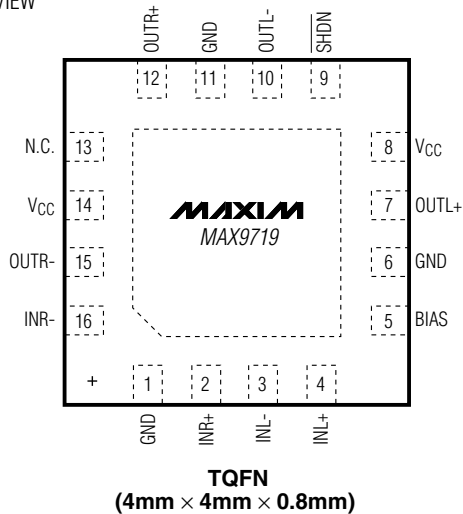 VIEW
OUTR+ GND OUTL- SHDN
12 11 10 9
N.C. 13
8 VCC
VCC 14
7 OUTL+
MAXIM
MAX9719
OUTR- 15
6 GND
INR- 16
5 BIAS
+ 1 2 3 4
GND INR+ INL- INL+
TQFN
(4mm × 4mm × 0.8mm)